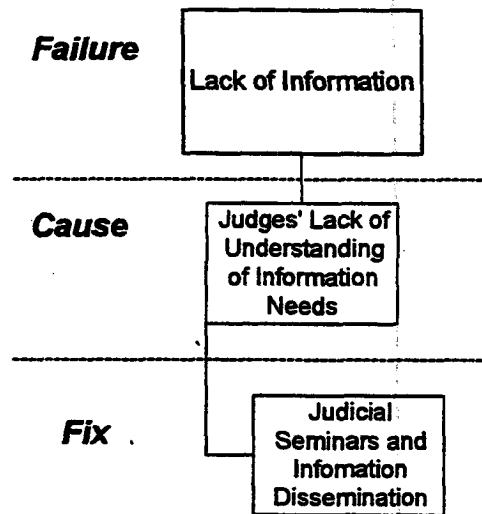 Failure
Lack of Information
Cause
Judges' Lack of
Understanding
of Information
Needs
Fix
Judicial
Seminars and
Infomation
Dissemination